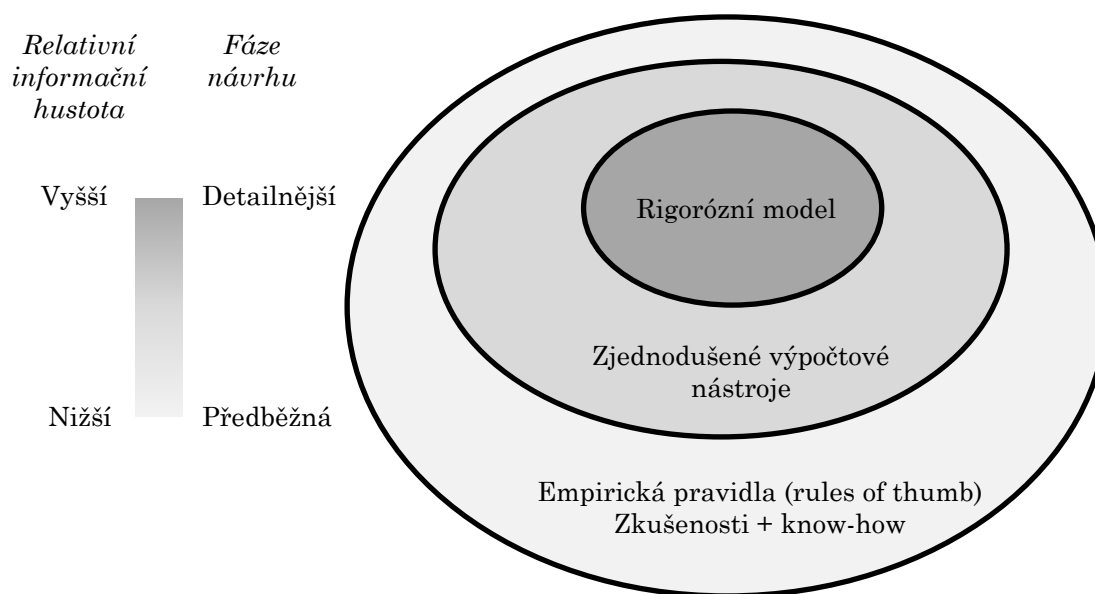 Relativní
informační
hustota
Fáze
návrhu
Vyšší
Detailnější
Nižší
Předběžná
Rigorózní model
Zjednodušené výpočtové
nástroje
Empirická pravidla (rules of thumb)
Zkušenosti + know-how